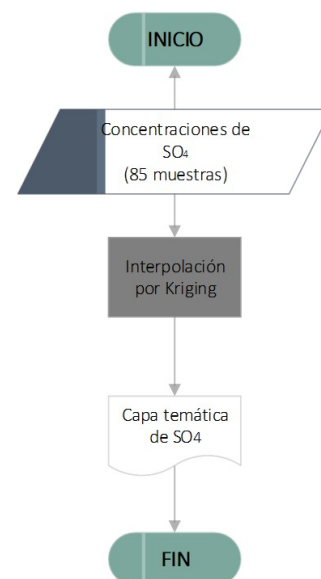 INICIO
Concentraciones de
SO₄
(85 muestras)
Interpolación
por Kriging
Capa temática
de SO4
FIN